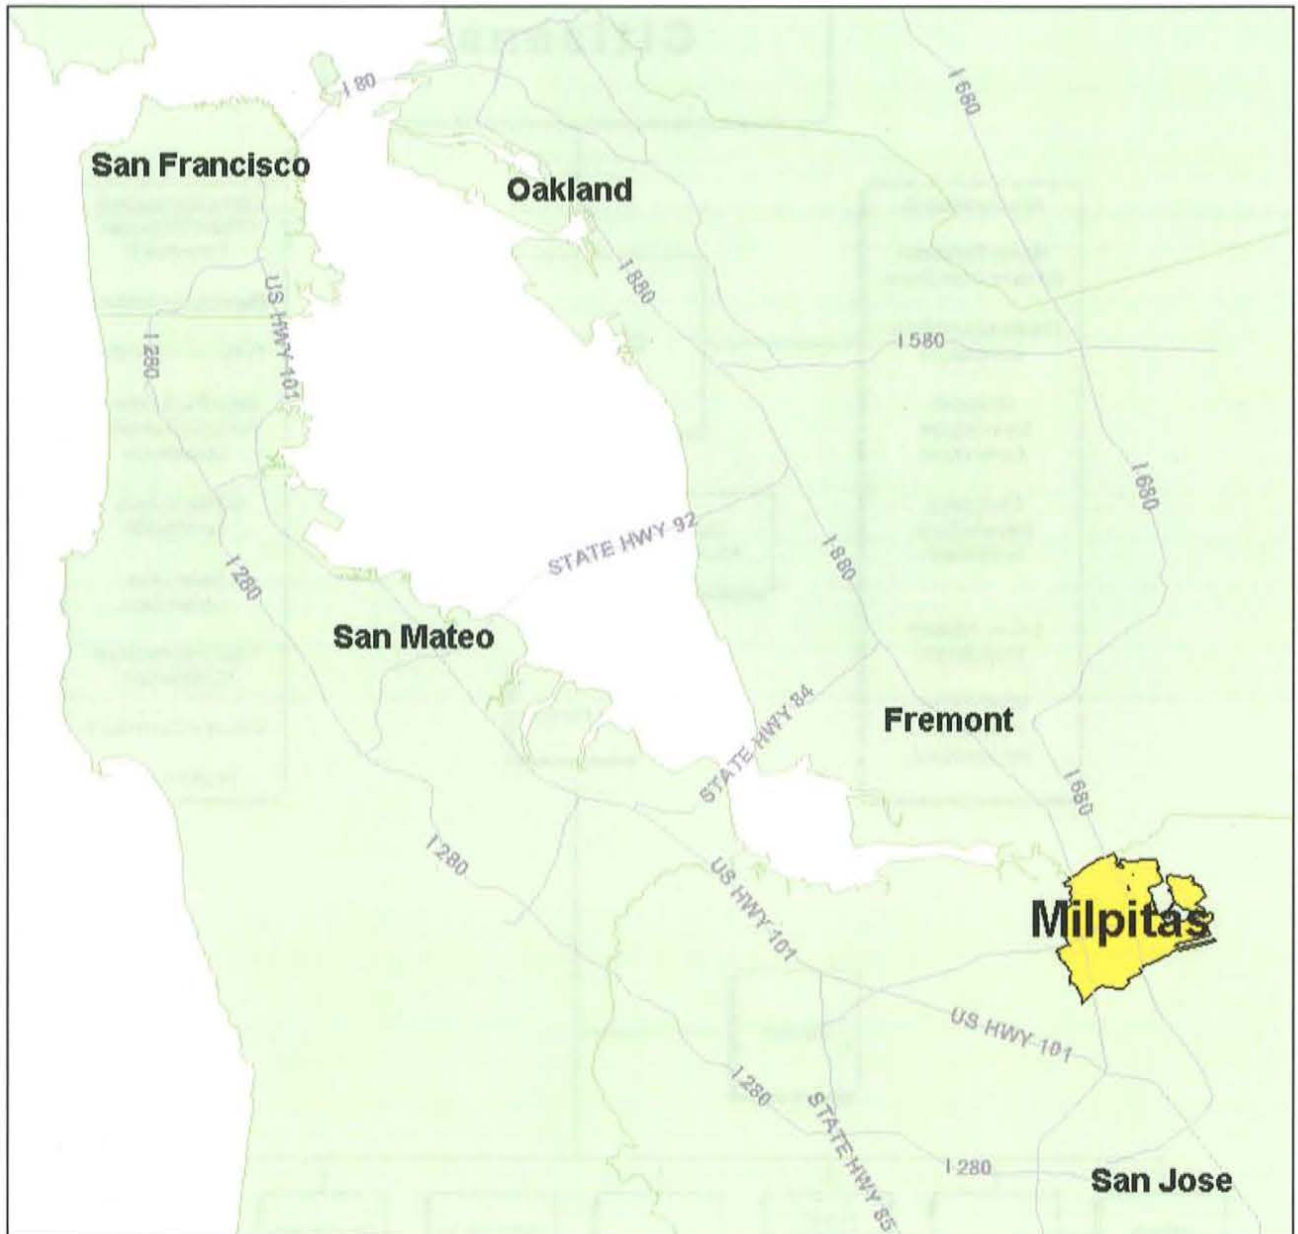 I 80
I 680
San Francisco
Oakland
I 880
US HWY 101
I 280
I 580
I 680
STATE HWY 92
I 880
I 280
San Mateo
STATE HWY 84
Fremont
I 680
I 280
US HWY 101
Milpitas
US HWY 101
I 280
STATE HWY 85
I 280
San Jose